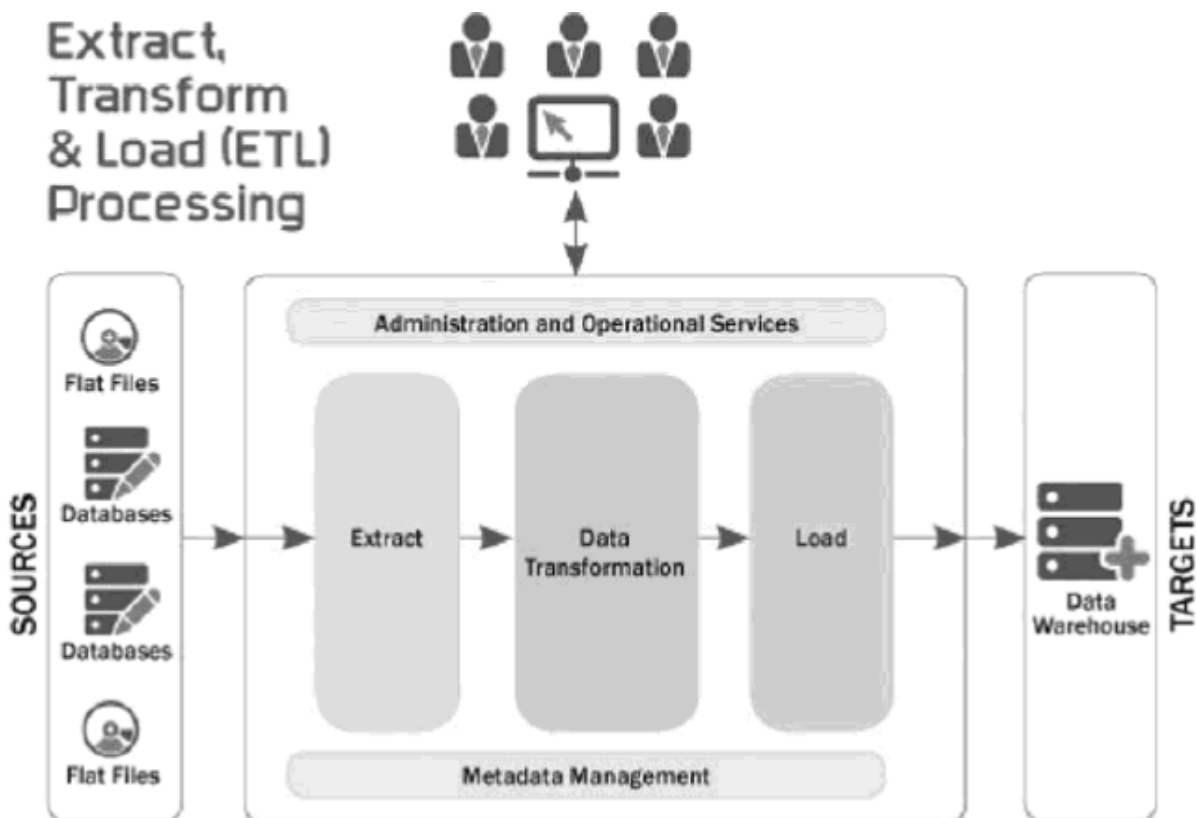 Extract,
Transform
& Load (ETL)
Processing
SOURCES
Flat Files
Databases
Databases
Flat Files
Administration and Operational Services
Extract
Data
Transformation
Load
Metadata Management
Data
Warehouse
TARGETS